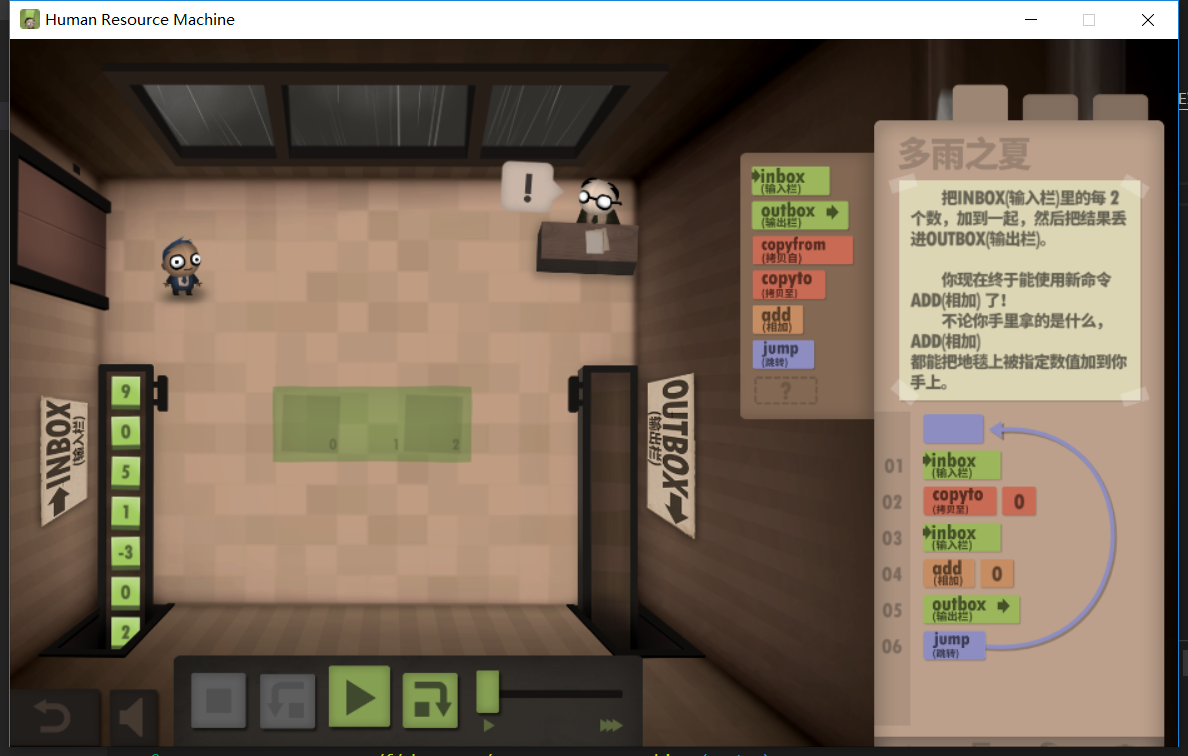 Human Resource Machine
多雨之夏
把INBOX(输入栏)里的每 2
个数，加到一起，然后把结果丢
进OUTBOX(输出栏)。
你现在终于能使用新命令
ADD(相加) 了！
不论你手里拿的是什么，
ADD(相加)
都能把地毯上被指定数值加到你
手上。
inbox
(输入栏)
outbox
(输出栏)
copyfrom
(拷贝自)
copyto
(拷贝至)
add
(相加)
jump
(跳转)
?
!
INBOX
(输入栏)
9
0
5
1
-3
0
2
0 1 2
OUTBOX
(输出栏)
01 inbox
(输入栏)
02 copyto 0
(拷贝至)
03 inbox
(输入栏)
04 add 0
(相加)
05 outbox
(输出栏)
06 jump
(跳转)